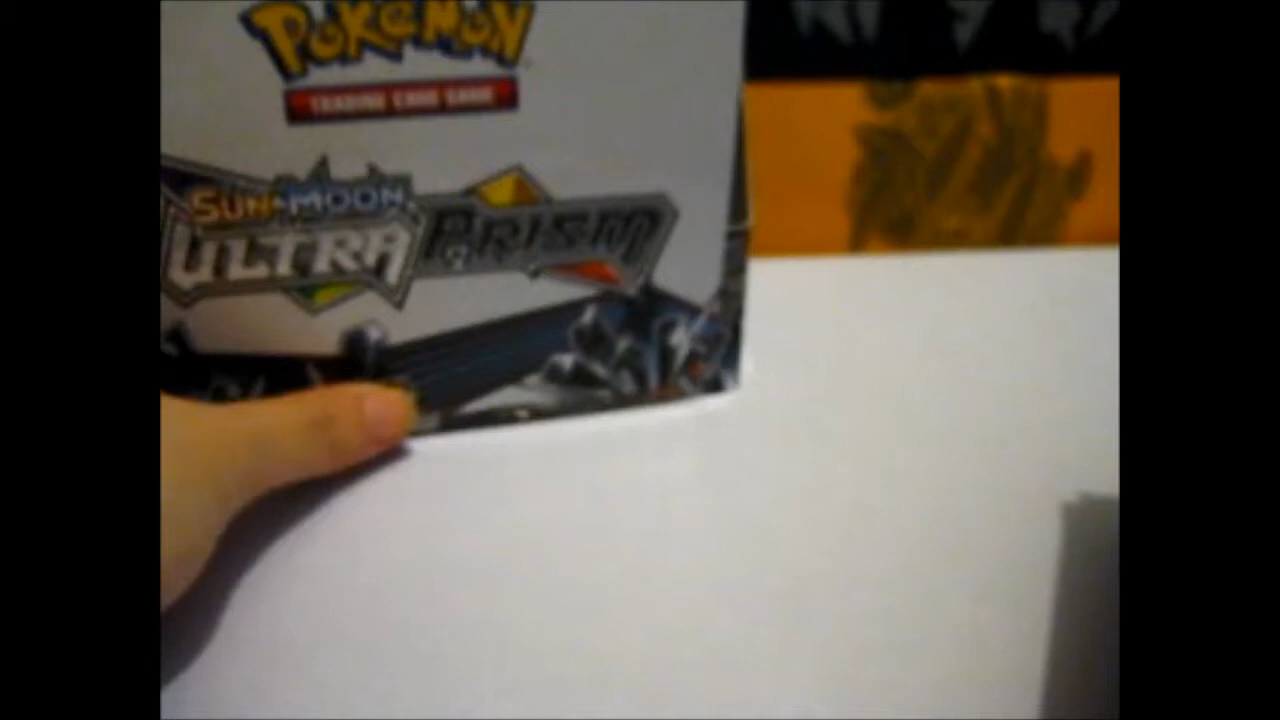 POKéMON
TRADING CARD GAME
SUN & MOON
ULTRA PRISM